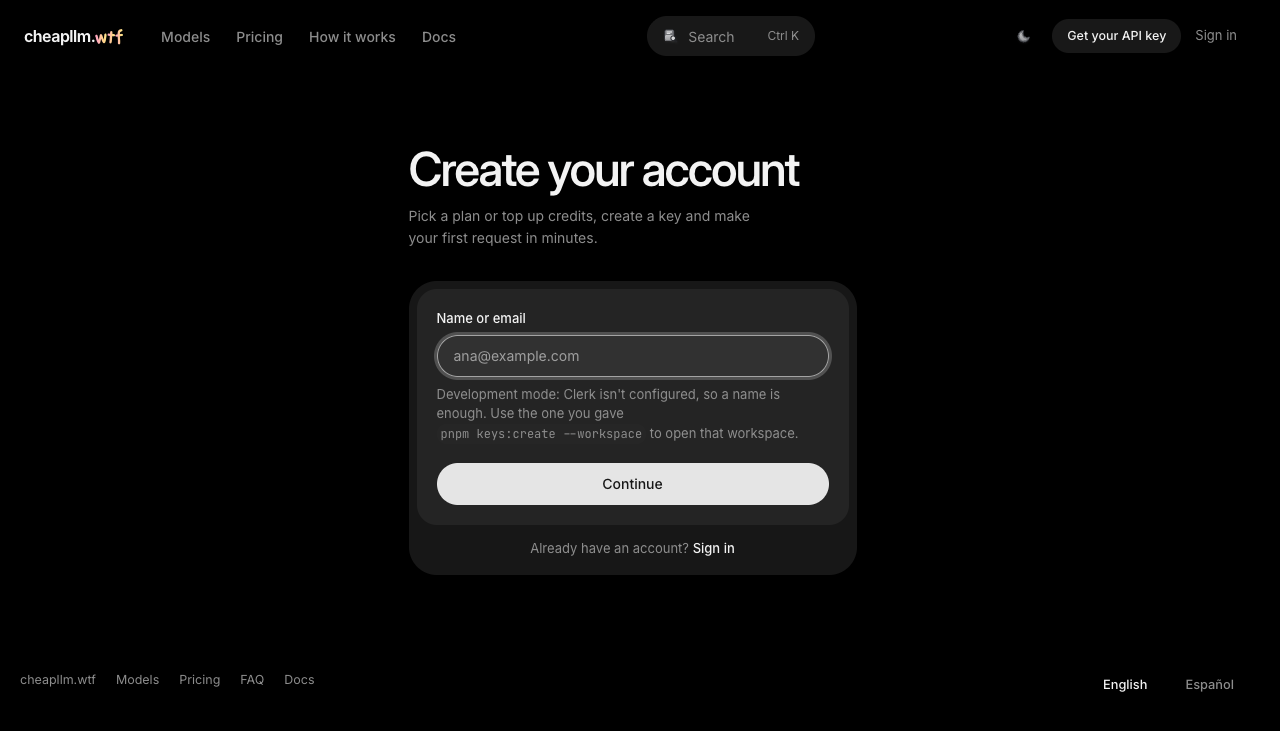 cheapllm.wtf Models Pricing How it works Docs Search Ctrl K Get your API key Sign in
Create your account
Pick a plan or top up credits, create a key and make
your first request in minutes.
Name or email
ana@example.com
Development mode: Clerk isn't configured, so a name is
enough. Use the one you gave
pnpm keys:create --workspace to open that workspace.
Continue
Already have an account? Sign in
cheapllm.wtf Models Pricing FAQ Docs English Español